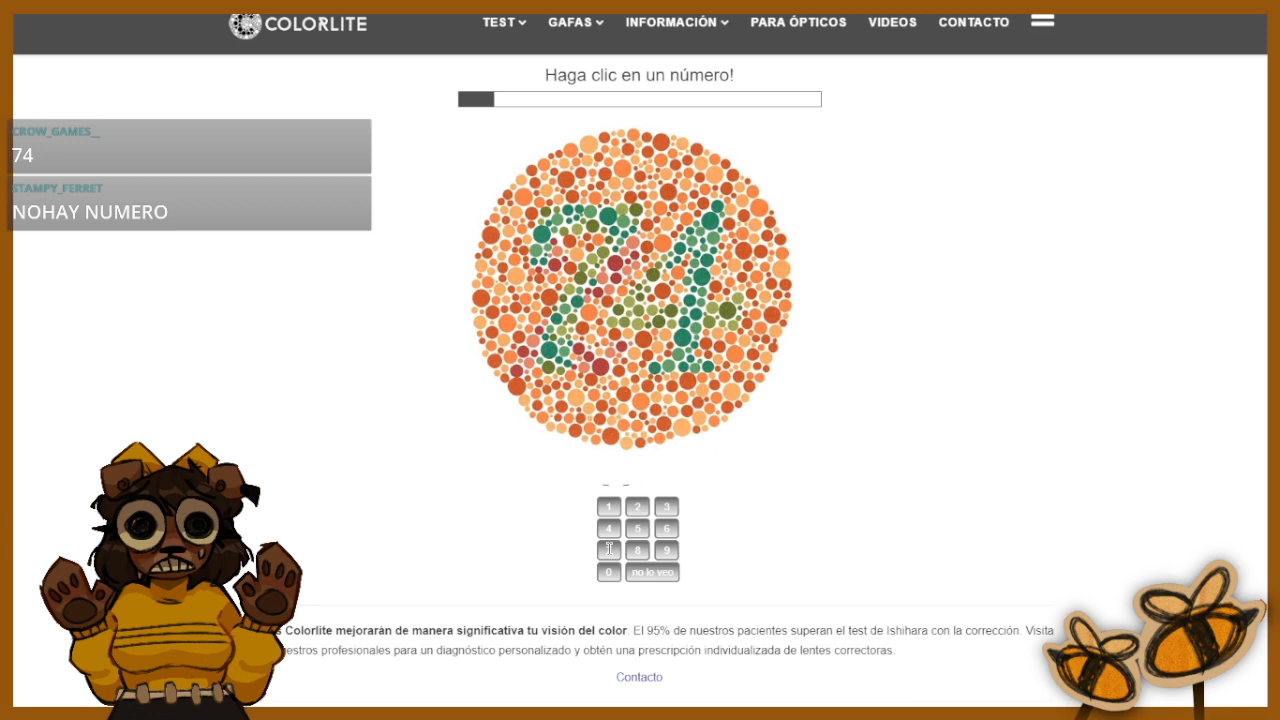 COLORLITE
TEST GAFAS INFORMACIÓN PARA ÓPTICOS VIDEOS CONTACTO
Haga clic en un número!
CROW_GAMES__
74
STAMPY_FERRET
NOHAY NUMERO
74
_ _
1 2 3
4 5 6
8 9
0 no lo veo
Colorlite mejorarán de manera significativa tu visión del color. El 95% de nuestros pacientes superan el test de Ishihara con la corrección. Visita
profesionales para un diagnóstico personalizado y obtén una prescripción individualizada de lentes correctoras.
Contacto